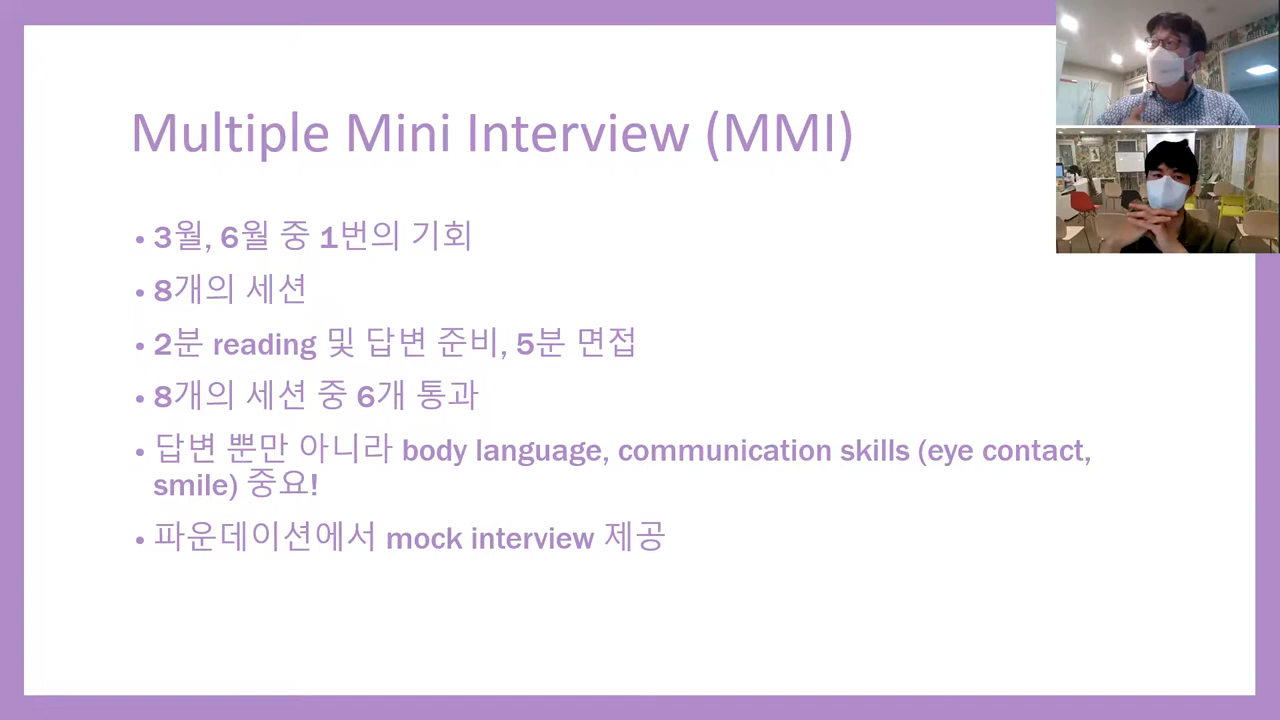 Multiple Mini Interview (MMI)
• 3월, 6월 중 1번의 기회
• 8개의 세션
• 2분 reading 및 답변 준비, 5분 면접
• 8개의 세션 중 6개 통과
• 답변 뿐만 아니라 body language, communication skills (eye contact,
smile) 중요!
• 파운데이션에서 mock interview 제공